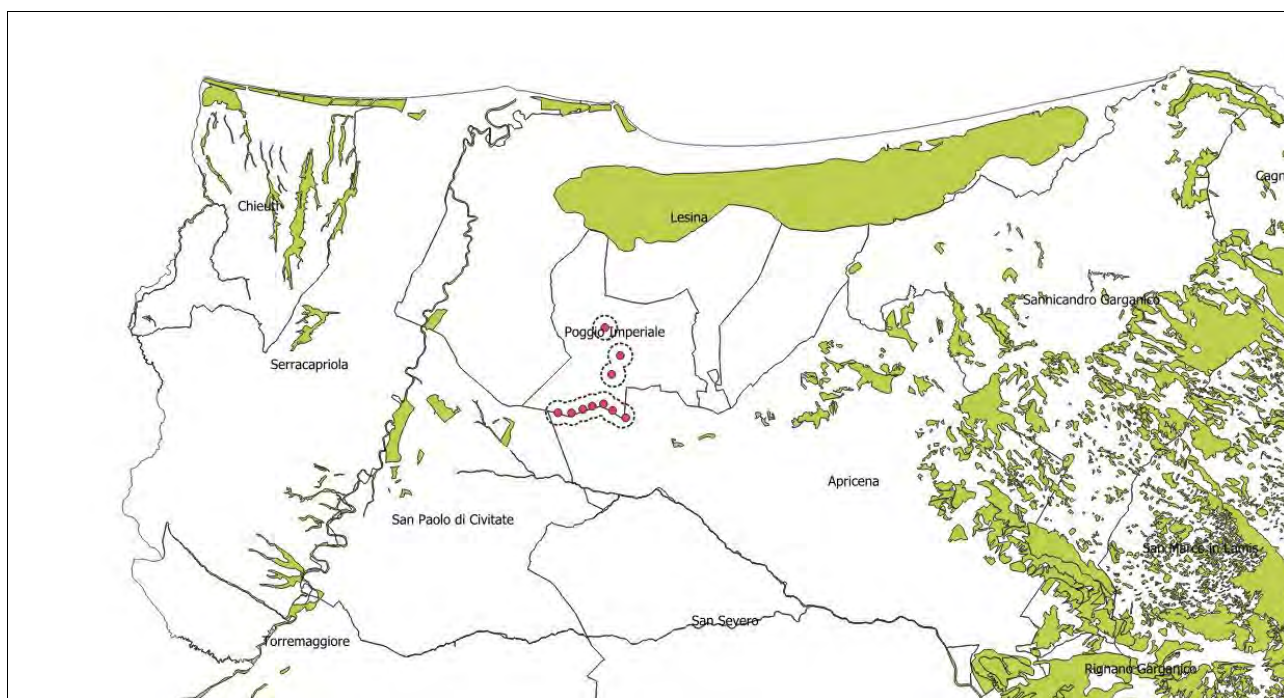 Cagn
Chieuti
Lesina
Sannicandro Garganico
Poggio Imperiale
Serracapriola
Apricena
San Paolo di Civitate
San Marco in Lamis
San Severo
Torremaggiore
Rignano Garganico